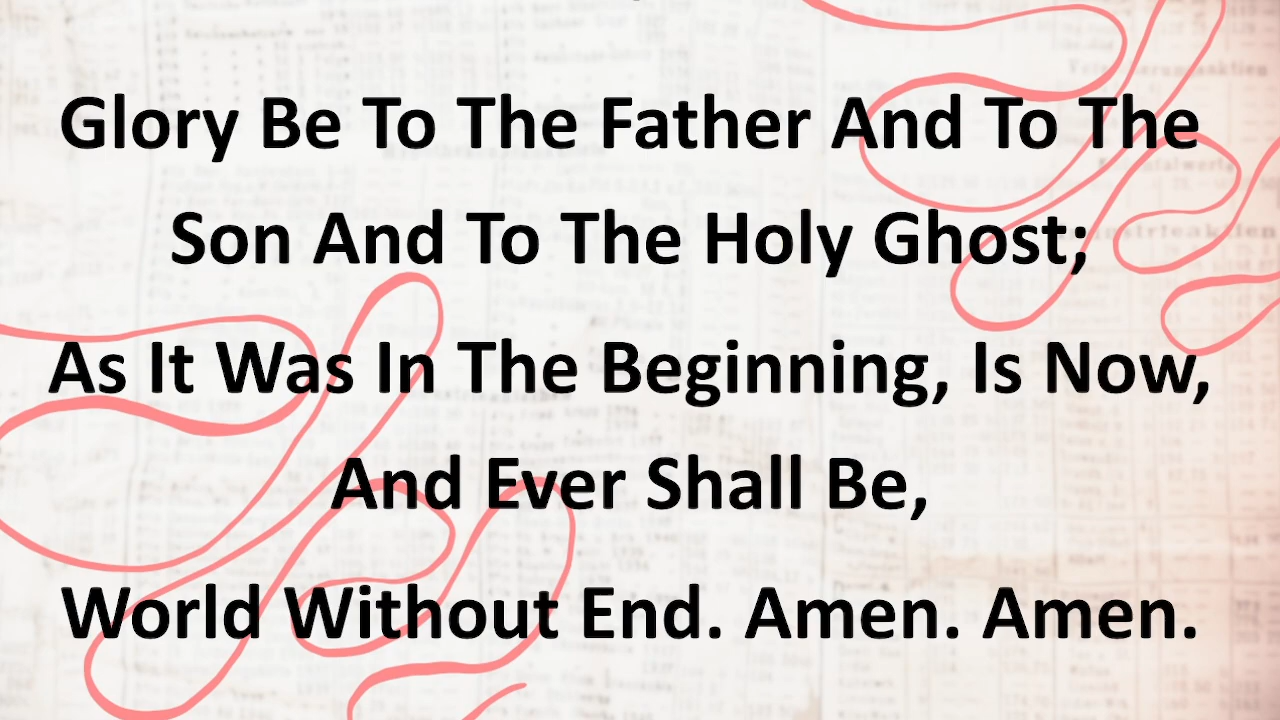 Glory Be To The Father And To The
Son And To The Holy Ghost;
As It Was In The Beginning, Is Now,
And Ever Shall Be,
World Without End. Amen. Amen.